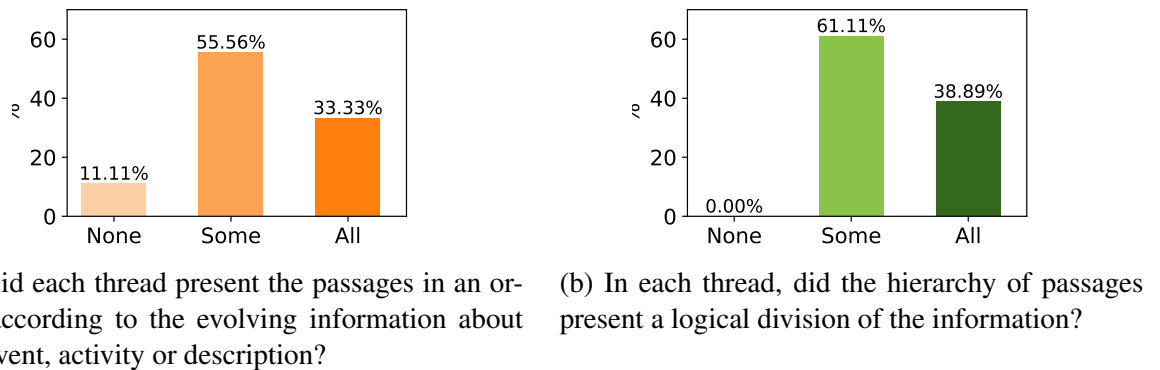 60
40
20
0
%
11.11%
55.56%
33.33%
None Some All
id each thread present the passages in an or-
according to the evolving information about
vent, activity or description?
60
40
20
0
%
0.00%
61.11%
38.89%
None Some All
(b) In each thread, did the hierarchy of passages
present a logical division of the information?